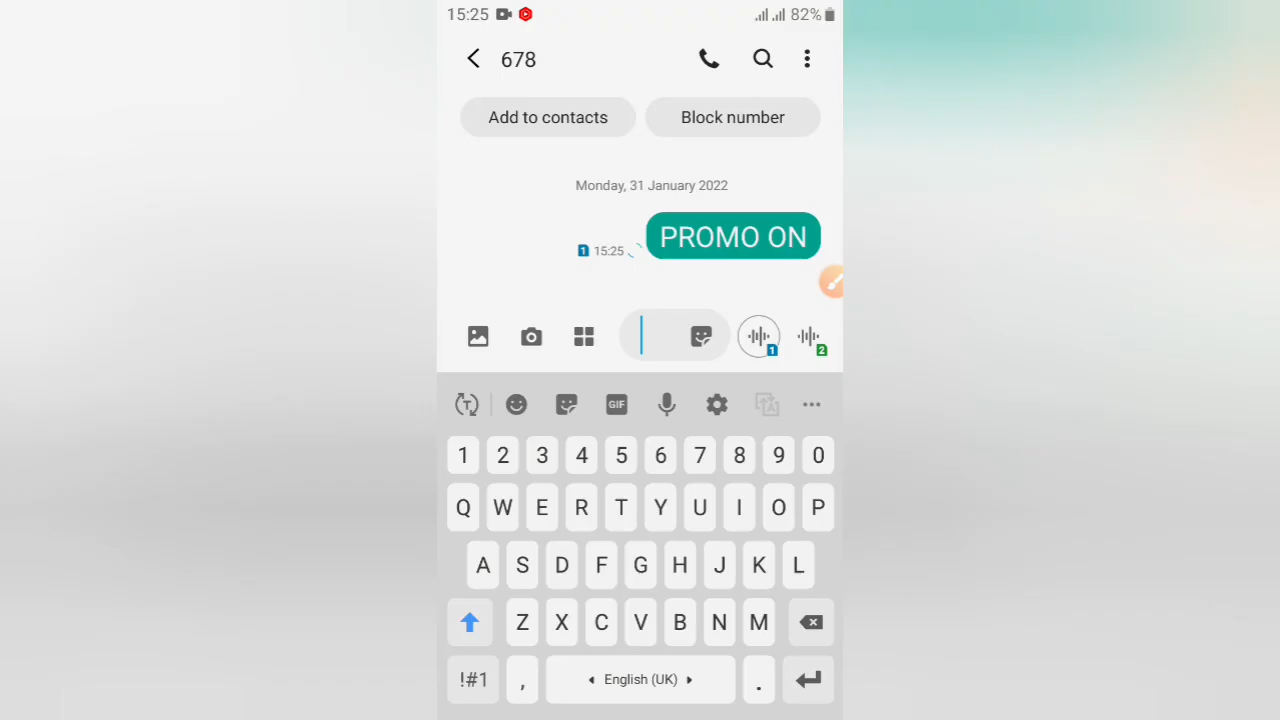 15:25 82%
678
Add to contacts Block number
Monday, 31 January 2022
PROMO ON
1 15:25
1 2
T GIF A
1 2 3 4 5 6 7 8 9 0
Q W E R T Y U I O P
A S D F G H J K L
Z X C V B N M
!#1 , English (UK) .